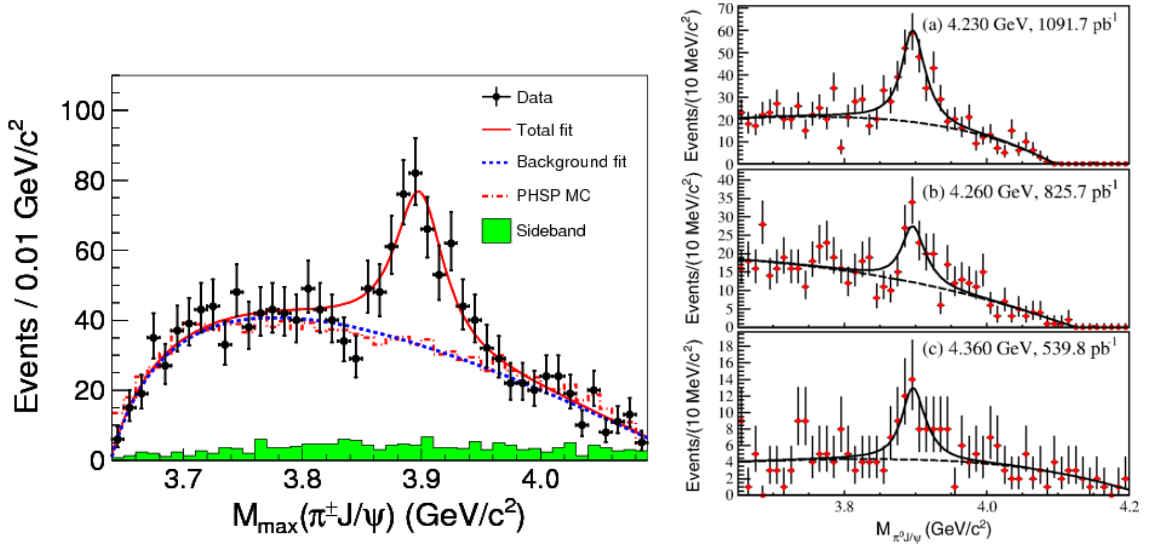 Events / 0.01 GeV/c²
100
80
60
40
20
0
Data
Total fit
Background fit
PHSP MC
Sideband
3.7 3.8 3.9 4.0
M_max(π±J/ψ) (GeV/c²)
Events/(10 MeV/c²)
70
60
50
40
30
20
10
0
(a) 4.230 GeV, 1091.7 pb⁻¹
Events/(10 MeV/c²)
40
35
30
25
20
15
10
5
0
(b) 4.260 GeV, 825.7 pb⁻¹
Events/(10 MeV/c²)
18
16
14
12
10
8
6
4
2
0
(c) 4.360 GeV, 539.8 pb⁻¹
3.8 4.0 4.2
M_π⁰J/ψ (GeV/c²)